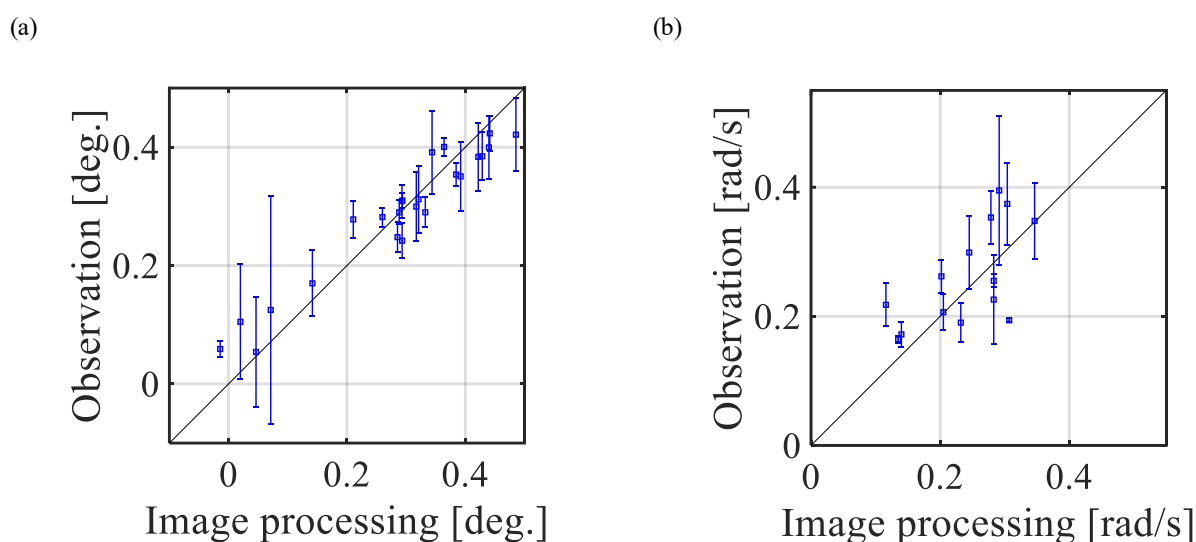 (a)
Observation [deg.]
0.4
0.2
0
0
0.2
0.4
Image processing [deg.]
(b)
Observation [rad/s]
0.4
0.2
0
0
0.2
0.4
Image processing [rad/s]